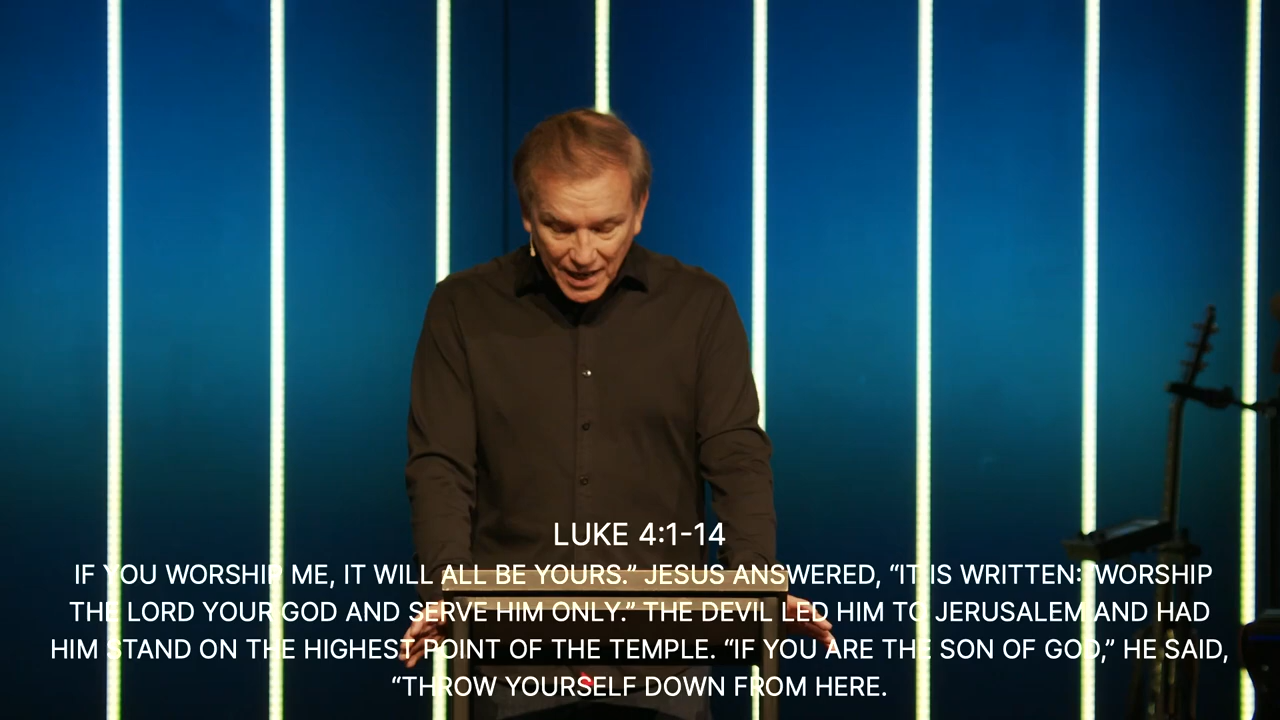 LUKE 4:1-14
IF YOU WORSHIP ME, IT WILL ALL BE YOURS.” JESUS ANSWERED, “IT IS WRITTEN: ‘WORSHIP
THE LORD YOUR GOD AND SERVE HIM ONLY.” THE DEVIL LED HIM TO JERUSALEM AND HAD
HIM STAND ON THE HIGHEST POINT OF THE TEMPLE. “IF YOU ARE THE SON OF GOD,” HE SAID,
“THROW YOURSELF DOWN FROM HERE.